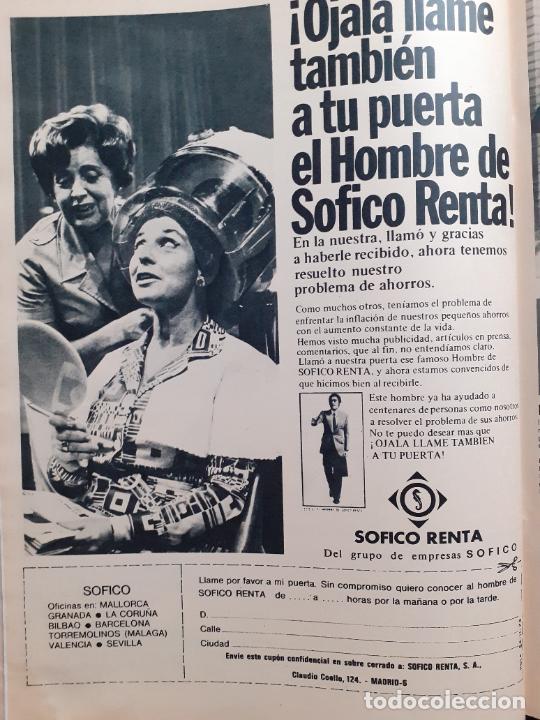 ¡Ojala llame
también
a tu puerta
el Hombre de
Sofico Renta!
En la nuestra, llamó y gracias
a haberle recibido, ahora tenemos
resuelto nuestro
problema de ahorros.
Como muchos otros, teníamos el problema de
enfrentar la inflación de nuestros pequeños ahorros
con el aumento constante de la vida.
Hemos visto mucha publicidad, artículos en prensa,
comentarios, que al fin, no entendíamos claro.
Llamó a nuestra puerta ese famoso Hombre de
SOFICO RENTA, y ahora estamos convencidos de
que hicimos bien al recibirle.
Este hombre ya ha ayudado a
centenares de personas como nosotros
a resolver el problema de sus ahorros
No te puedo desear mas que
¡OJALA LLAME TAMBIEN
A TU PUERTA!
SOFICO RENTA
Del grupo de empresas SOFICO
SOFICO
Oficinas en: MALLORCA
GRANADA ● LA CORUÑA
BILBAO ● BARCELONA
TORREMOLINOS (MALAGA)
VALENCIA ● SEVILLA
Llame por favor a mi puerta. Sin compromiso quiero conocer al hombre de
SOFICO RENTA de ..... a ..... horas por la mañana o por la tarde.
D.
Calle
Ciudad
Envíe este cupón confidencial en sobre cerrado a: SOFICO RENTA, S. A.,
Claudio Coello, 124. - MADRID-6
todocoleccion.net